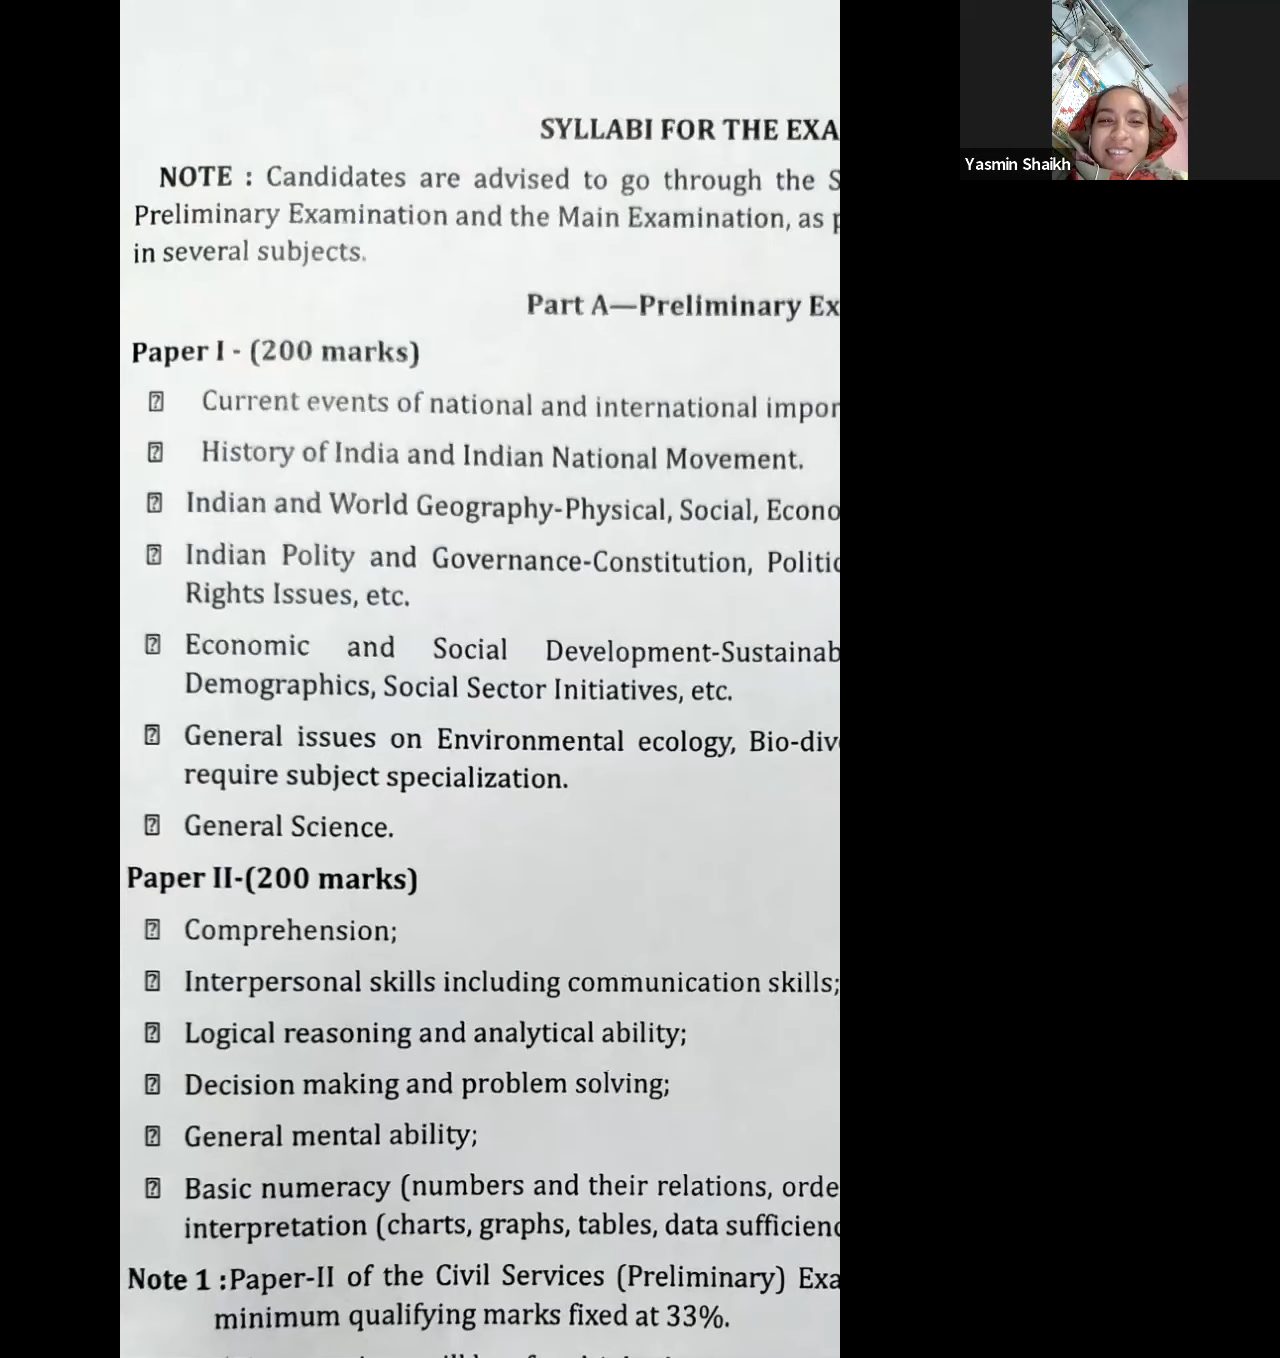 SYLLABI FOR THE EXA
NOTE : Candidates are advised to go through the S
Preliminary Examination and the Main Examination, as p
in several subjects.
Part A—Preliminary Ex
Paper I - (200 marks)
Current events of national and international impor
History of India and Indian National Movement.
Indian and World Geography-Physical, Social, Econo
Indian Polity and Governance-Constitution, Politic
Rights Issues, etc.
Economic and Social Development-Sustainab
Demographics, Social Sector Initiatives, etc.
General issues on Environmental ecology, Bio-div
require subject specialization.
General Science.
Paper II-(200 marks)
Comprehension;
Interpersonal skills including communication skills;
Logical reasoning and analytical ability;
Decision making and problem solving;
General mental ability;
Basic numeracy (numbers and their relations, orde
interpretation (charts, graphs, tables, data sufficienc
Note 1 :Paper-II of the Civil Services (Preliminary) Exa
minimum qualifying marks fixed at 33%.
Yasmin Shaikh